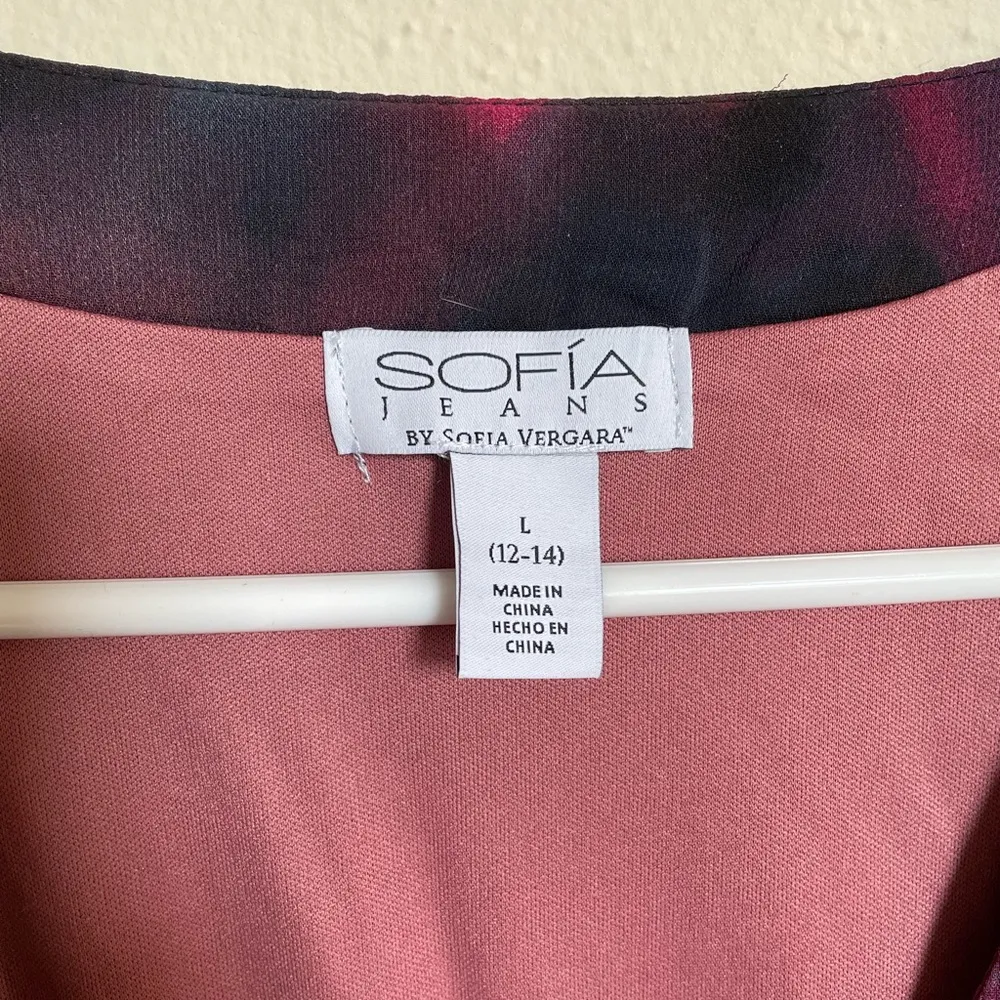 SOFÍA
JEANS
BY SOFIA VERGARA™
L
(12-14)
MADE IN
CHINA
HECHO EN
CHINA